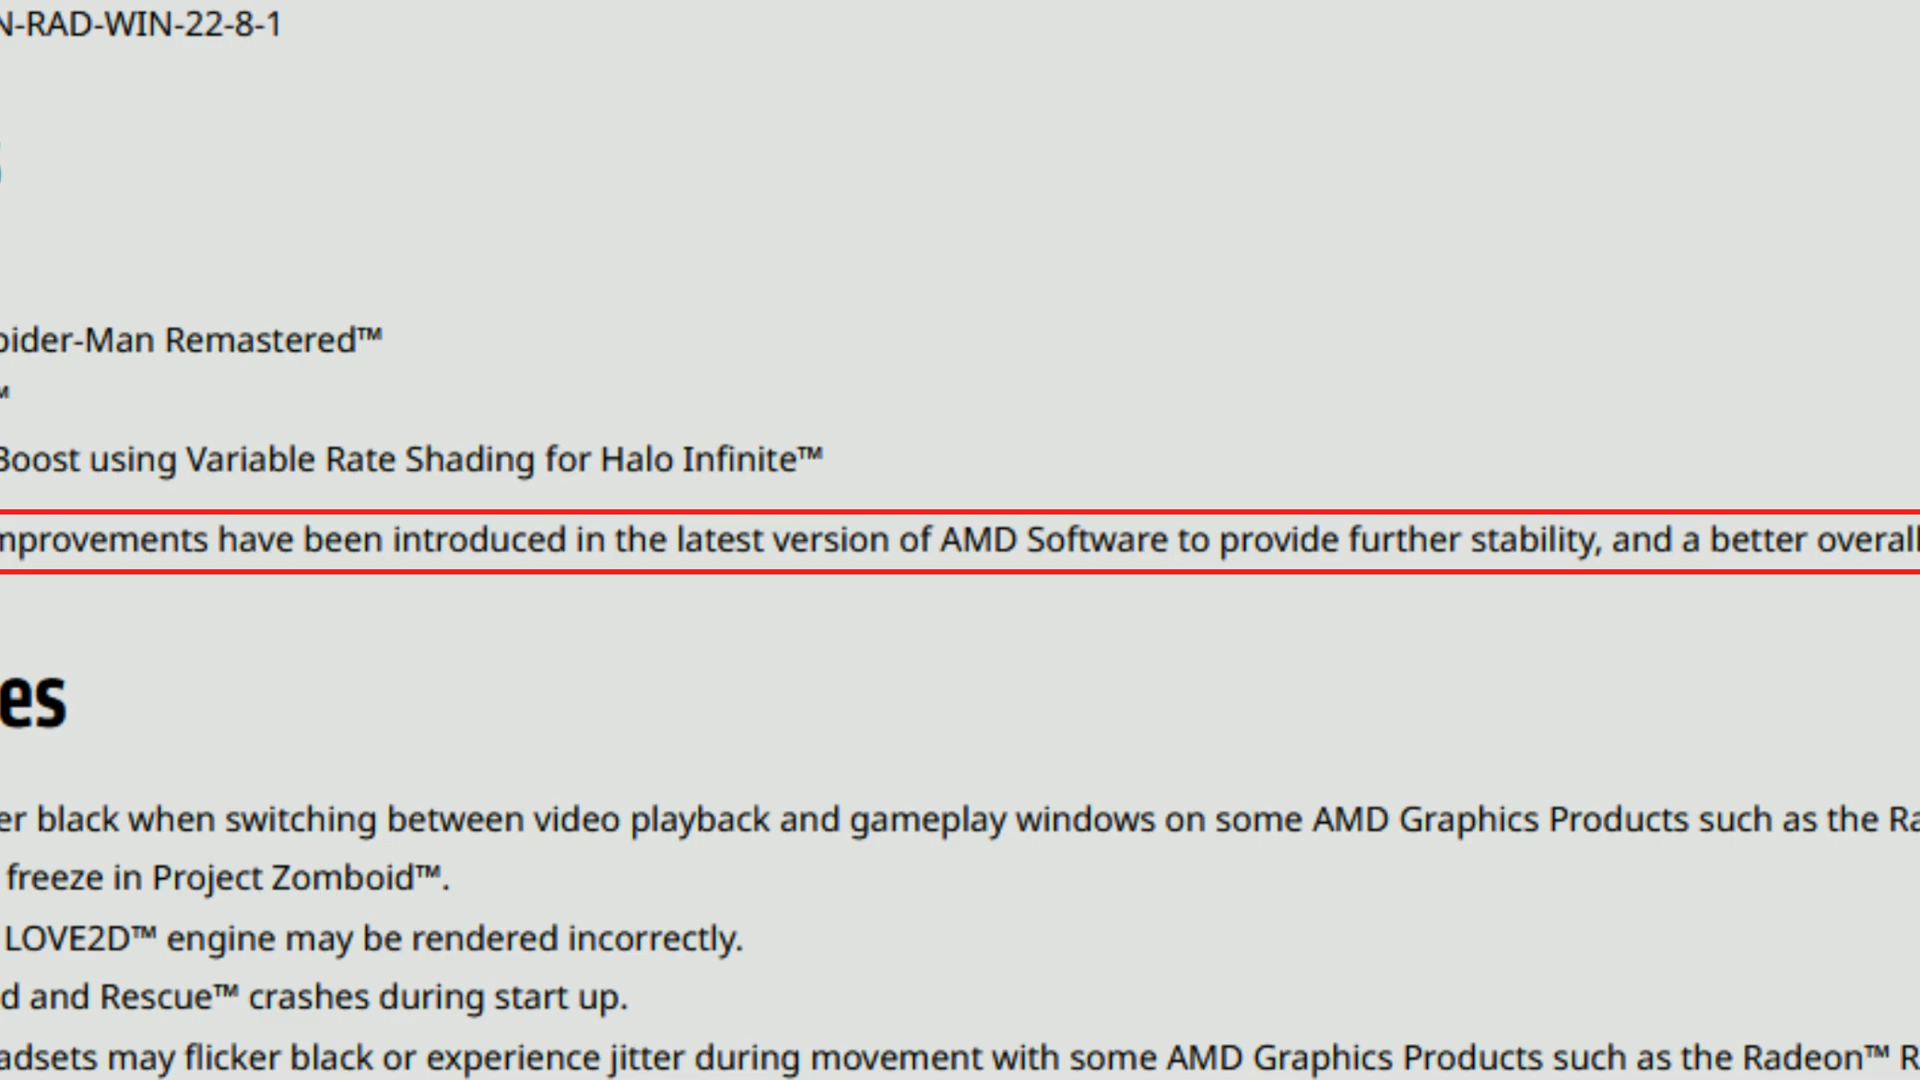 N-RAD-WIN-22-8-1
pider-Man Remastered™
™
Boost using Variable Rate Shading for Halo Infinite™
mprovements have been introduced in the latest version of AMD Software to provide further stability, and a better overall
es
er black when switching between video playback and gameplay windows on some AMD Graphics Products such as the Ra
freeze in Project Zomboid™.
LOVE2D™ engine may be rendered incorrectly.
d and Rescue™ crashes during start up.
adsets may flicker black or experience jitter during movement with some AMD Graphics Products such as the Radeon™ R